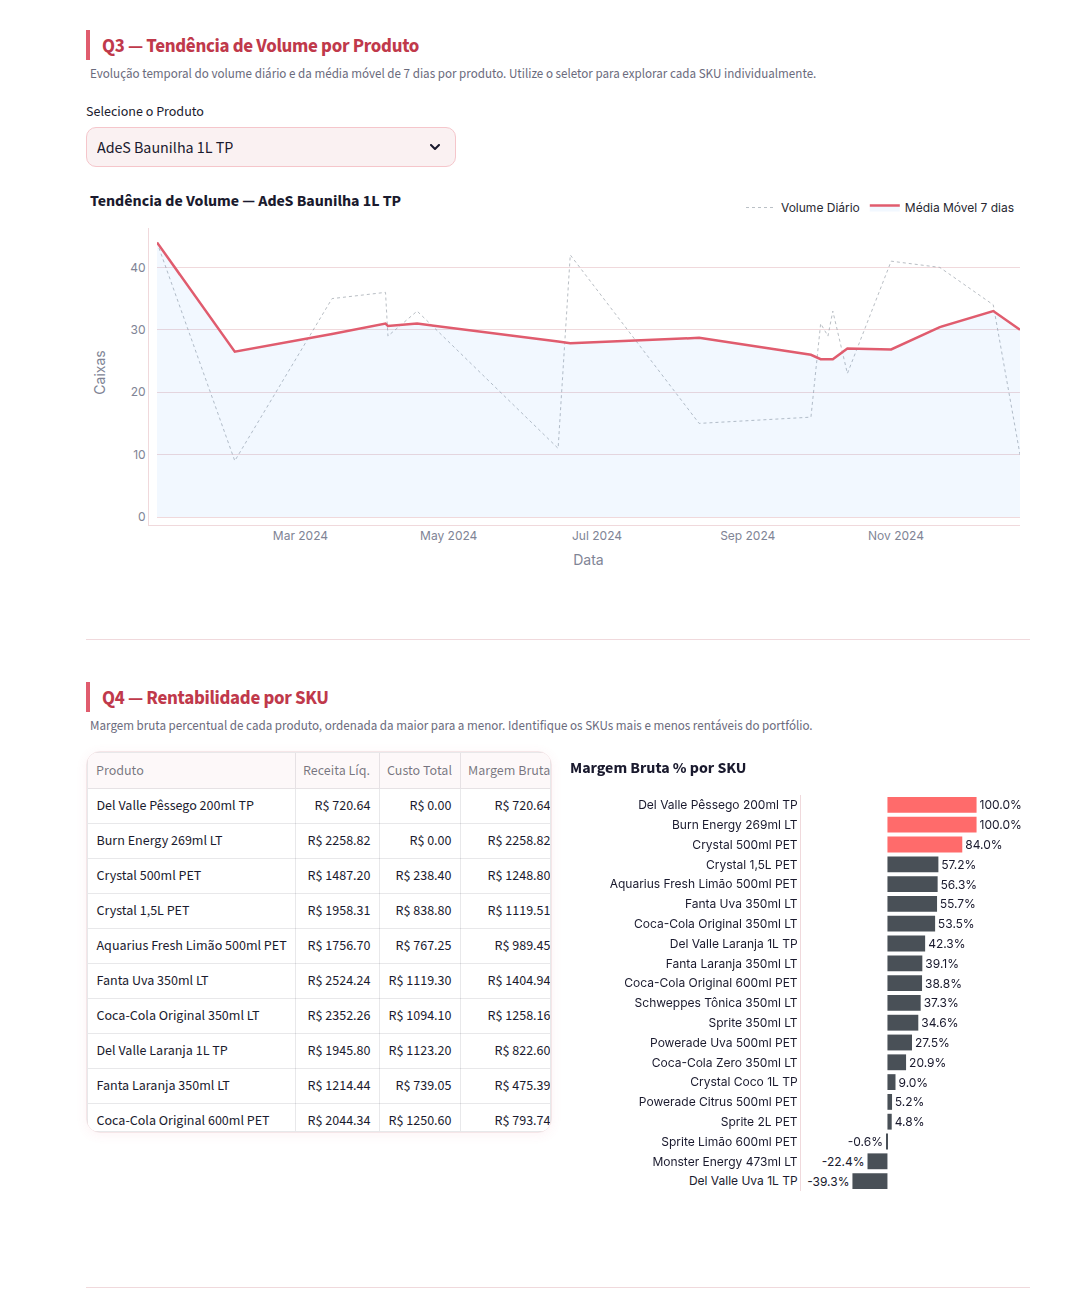 Q3 — Tendência de Volume por Produto
Evolução temporal do volume diário e da média móvel de 7 dias por produto. Utilize o seletor para explorar cada SKU individualmente.
Selecione o Produto
AdeS Baunilha 1L TP
Tendência de Volume — AdeS Baunilha 1L TP
Volume Diário Média Móvel 7 dias
40
30
20
10
0
Caixas
Mar 2024 May 2024 Jul 2024 Sep 2024 Nov 2024
Data
Q4 — Rentabilidade por SKU
Margem bruta percentual de cada produto, ordenada da maior para a menor. Identifique os SKUs mais e menos rentáveis do portfólio.
Produto Receita Líq. Custo Total Margem Bruta
Del Valle Pêssego 200ml TP R$ 720.64 R$ 0.00 R$ 720.64
Burn Energy 269ml LT R$ 2258.82 R$ 0.00 R$ 2258.82
Crystal 500ml PET R$ 1487.20 R$ 238.40 R$ 1248.80
Crystal 1,5L PET R$ 1958.31 R$ 838.80 R$ 1119.51
Aquarius Fresh Limão 500ml PET R$ 1756.70 R$ 767.25 R$ 989.45
Fanta Uva 350ml LT R$ 2524.24 R$ 1119.30 R$ 1404.94
Coca-Cola Original 350ml LT R$ 2352.26 R$ 1094.10 R$ 1258.16
Del Valle Laranja 1L TP R$ 1945.80 R$ 1123.20 R$ 822.60
Fanta Laranja 350ml LT R$ 1214.44 R$ 739.05 R$ 475.39
Coca-Cola Original 600ml PET R$ 2044.34 R$ 1250.60 R$ 793.74
Margem Bruta % por SKU
Del Valle Pêssego 200ml TP 100.0%
Burn Energy 269ml LT 100.0%
Crystal 500ml PET 84.0%
Crystal 1,5L PET 57.2%
Aquarius Fresh Limão 500ml PET 56.3%
Fanta Uva 350ml LT 55.7%
Coca-Cola Original 350ml LT 53.5%
Del Valle Laranja 1L TP 42.3%
Fanta Laranja 350ml LT 39.1%
Coca-Cola Original 600ml PET 38.8%
Schweppes Tônica 350ml LT 37.3%
Sprite 350ml LT 34.6%
Powerade Uva 500ml PET 27.5%
Coca-Cola Zero 350ml LT 20.9%
Crystal Coco 1L TP 9.0%
Powerade Citrus 500ml PET 5.2%
Sprite 2L PET 4.8%
Sprite Limão 600ml PET -0.6%
Monster Energy 473ml LT -22.4%
Del Valle Uva 1L TP -39.3%